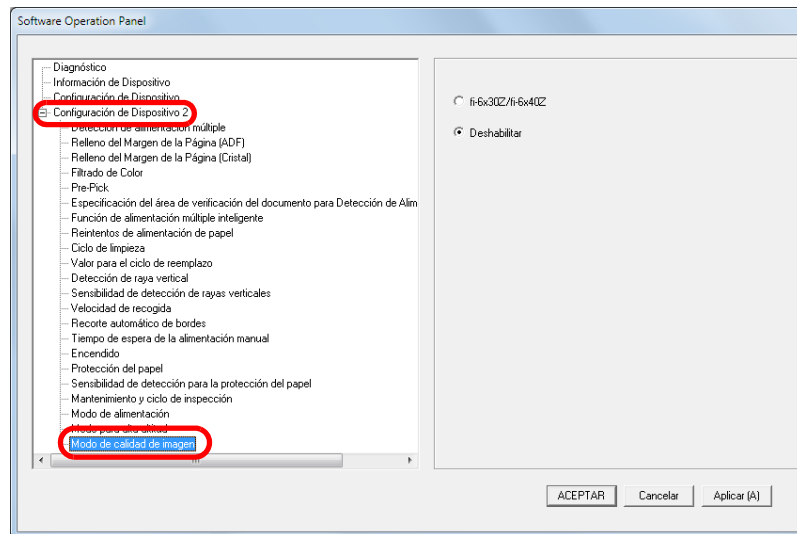 Software Operation Panel
Diagnóstico
Información de Dispositivo
Configuración de Dispositivo
Configuración de Dispositivo 2
Detección de alimentación múltiple
Relleno del Margen de la Página (ADF)
Relleno del Margen de la Página (Cristal)
Filtrado de Color
Pre-Pick
Especificación del área de verificación del documento para Detección de Alim
Función de alimentación múltiple inteligente
Reintentos de alimentación de papel
Ciclo de limpieza
Valor para el ciclo de reemplazo
Detección de raya vertical
Sensibilidad de detección de rayas verticales
Velocidad de recogida
Recorte automático de bordes
Tiempo de espera de la alimentación manual
Encendido
Protección del papel
Sensibilidad de detección para la protección del papel
Mantenimiento y ciclo de inspección
Modo de alimentación
Modo para alta altitud
Modo de calidad de imagen
fi-6x30Z/fi-6x40Z
Deshabilitar
ACEPTAR
Cancelar
Aplicar (A)